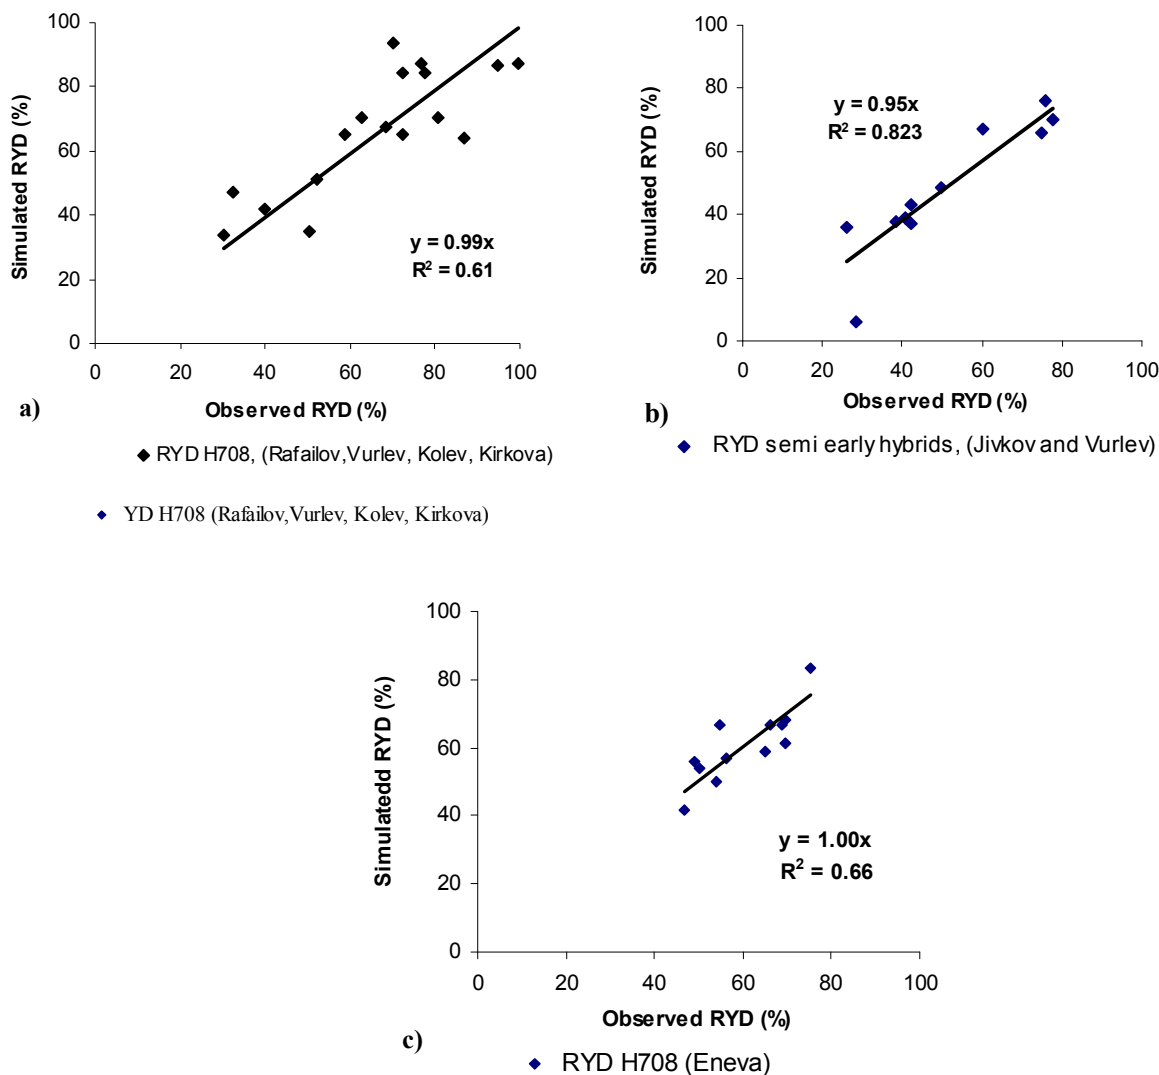 100
80
60
40
20
0
Simulated RYD (%)
y = 0.99x
R² = 0.61
0 20 40 60 80 100
Observed RYD (%)
a)
RYD H708, (Rafailov,Vurlev, Kolev, Kirkova)
YD H708 (Rafailov,Vurlev, Kolev, Kirkova)
100
80
60
40
20
0
Simulated RYD (%)
y = 0.95x
R² = 0.823
0 20 40 60 80 100
Observed RYD (%)
b)
RYD semi early hybrids, (Jivkov and Vurlev)
100
80
60
40
20
0
Simulatedd RYD (%)
y = 1.00x
R² = 0.66
0 20 40 60 80 100
Observed RYD (%)
c)
RYD H708 (Eneva)